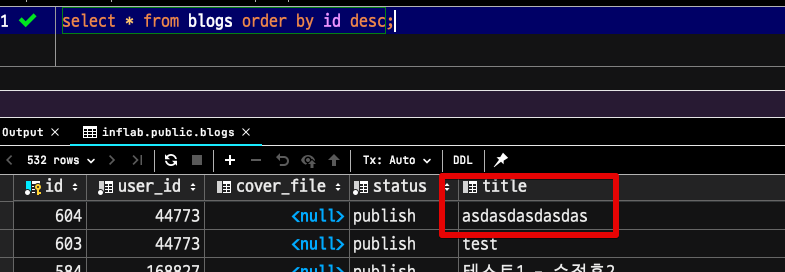 1 select * from blogs order by id desc;
Output × inflab.public.blogs ×
532 rows Tx: Auto DDL
id user_id cover_file status title
604 44773 <null> publish asdasdasdasdas
603 44773 <null> publish test
584 168827 <null> publish 테스트1 - 수정후2